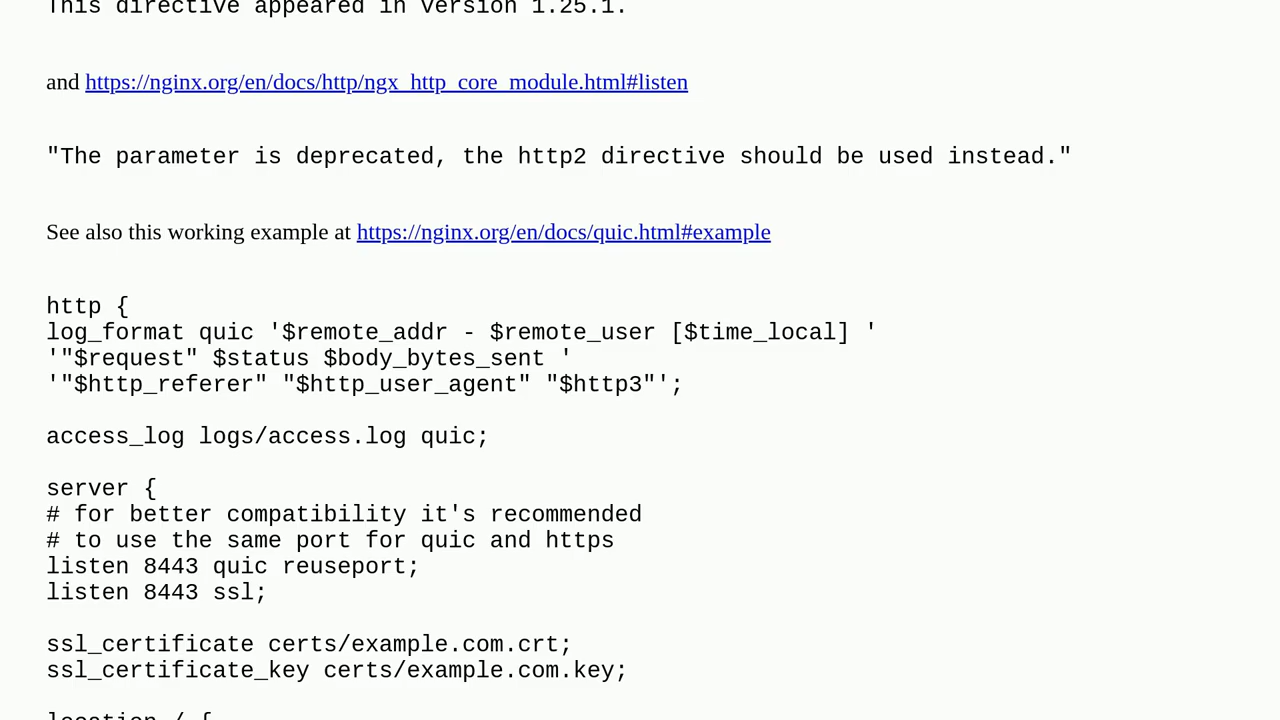 This directive appeared in version 1.25.1.
and https://nginx.org/en/docs/http/ngx_http_core_module.html#listen
"The parameter is deprecated, the http2 directive should be used instead."
See also this working example at https://nginx.org/en/docs/quic.html#example
http {
log_format quic '$remote_addr - $remote_user [$time_local] '
'"$request" $status $body_bytes_sent '
'"$http_referer" "$http_user_agent" "$http3"';
access_log logs/access.log quic;
server {
# for better compatibility it's recommended
# to use the same port for quic and https
listen 8443 quic reuseport;
listen 8443 ssl;
ssl_certificate certs/example.com.crt;
ssl_certificate_key certs/example.com.key;
location / {